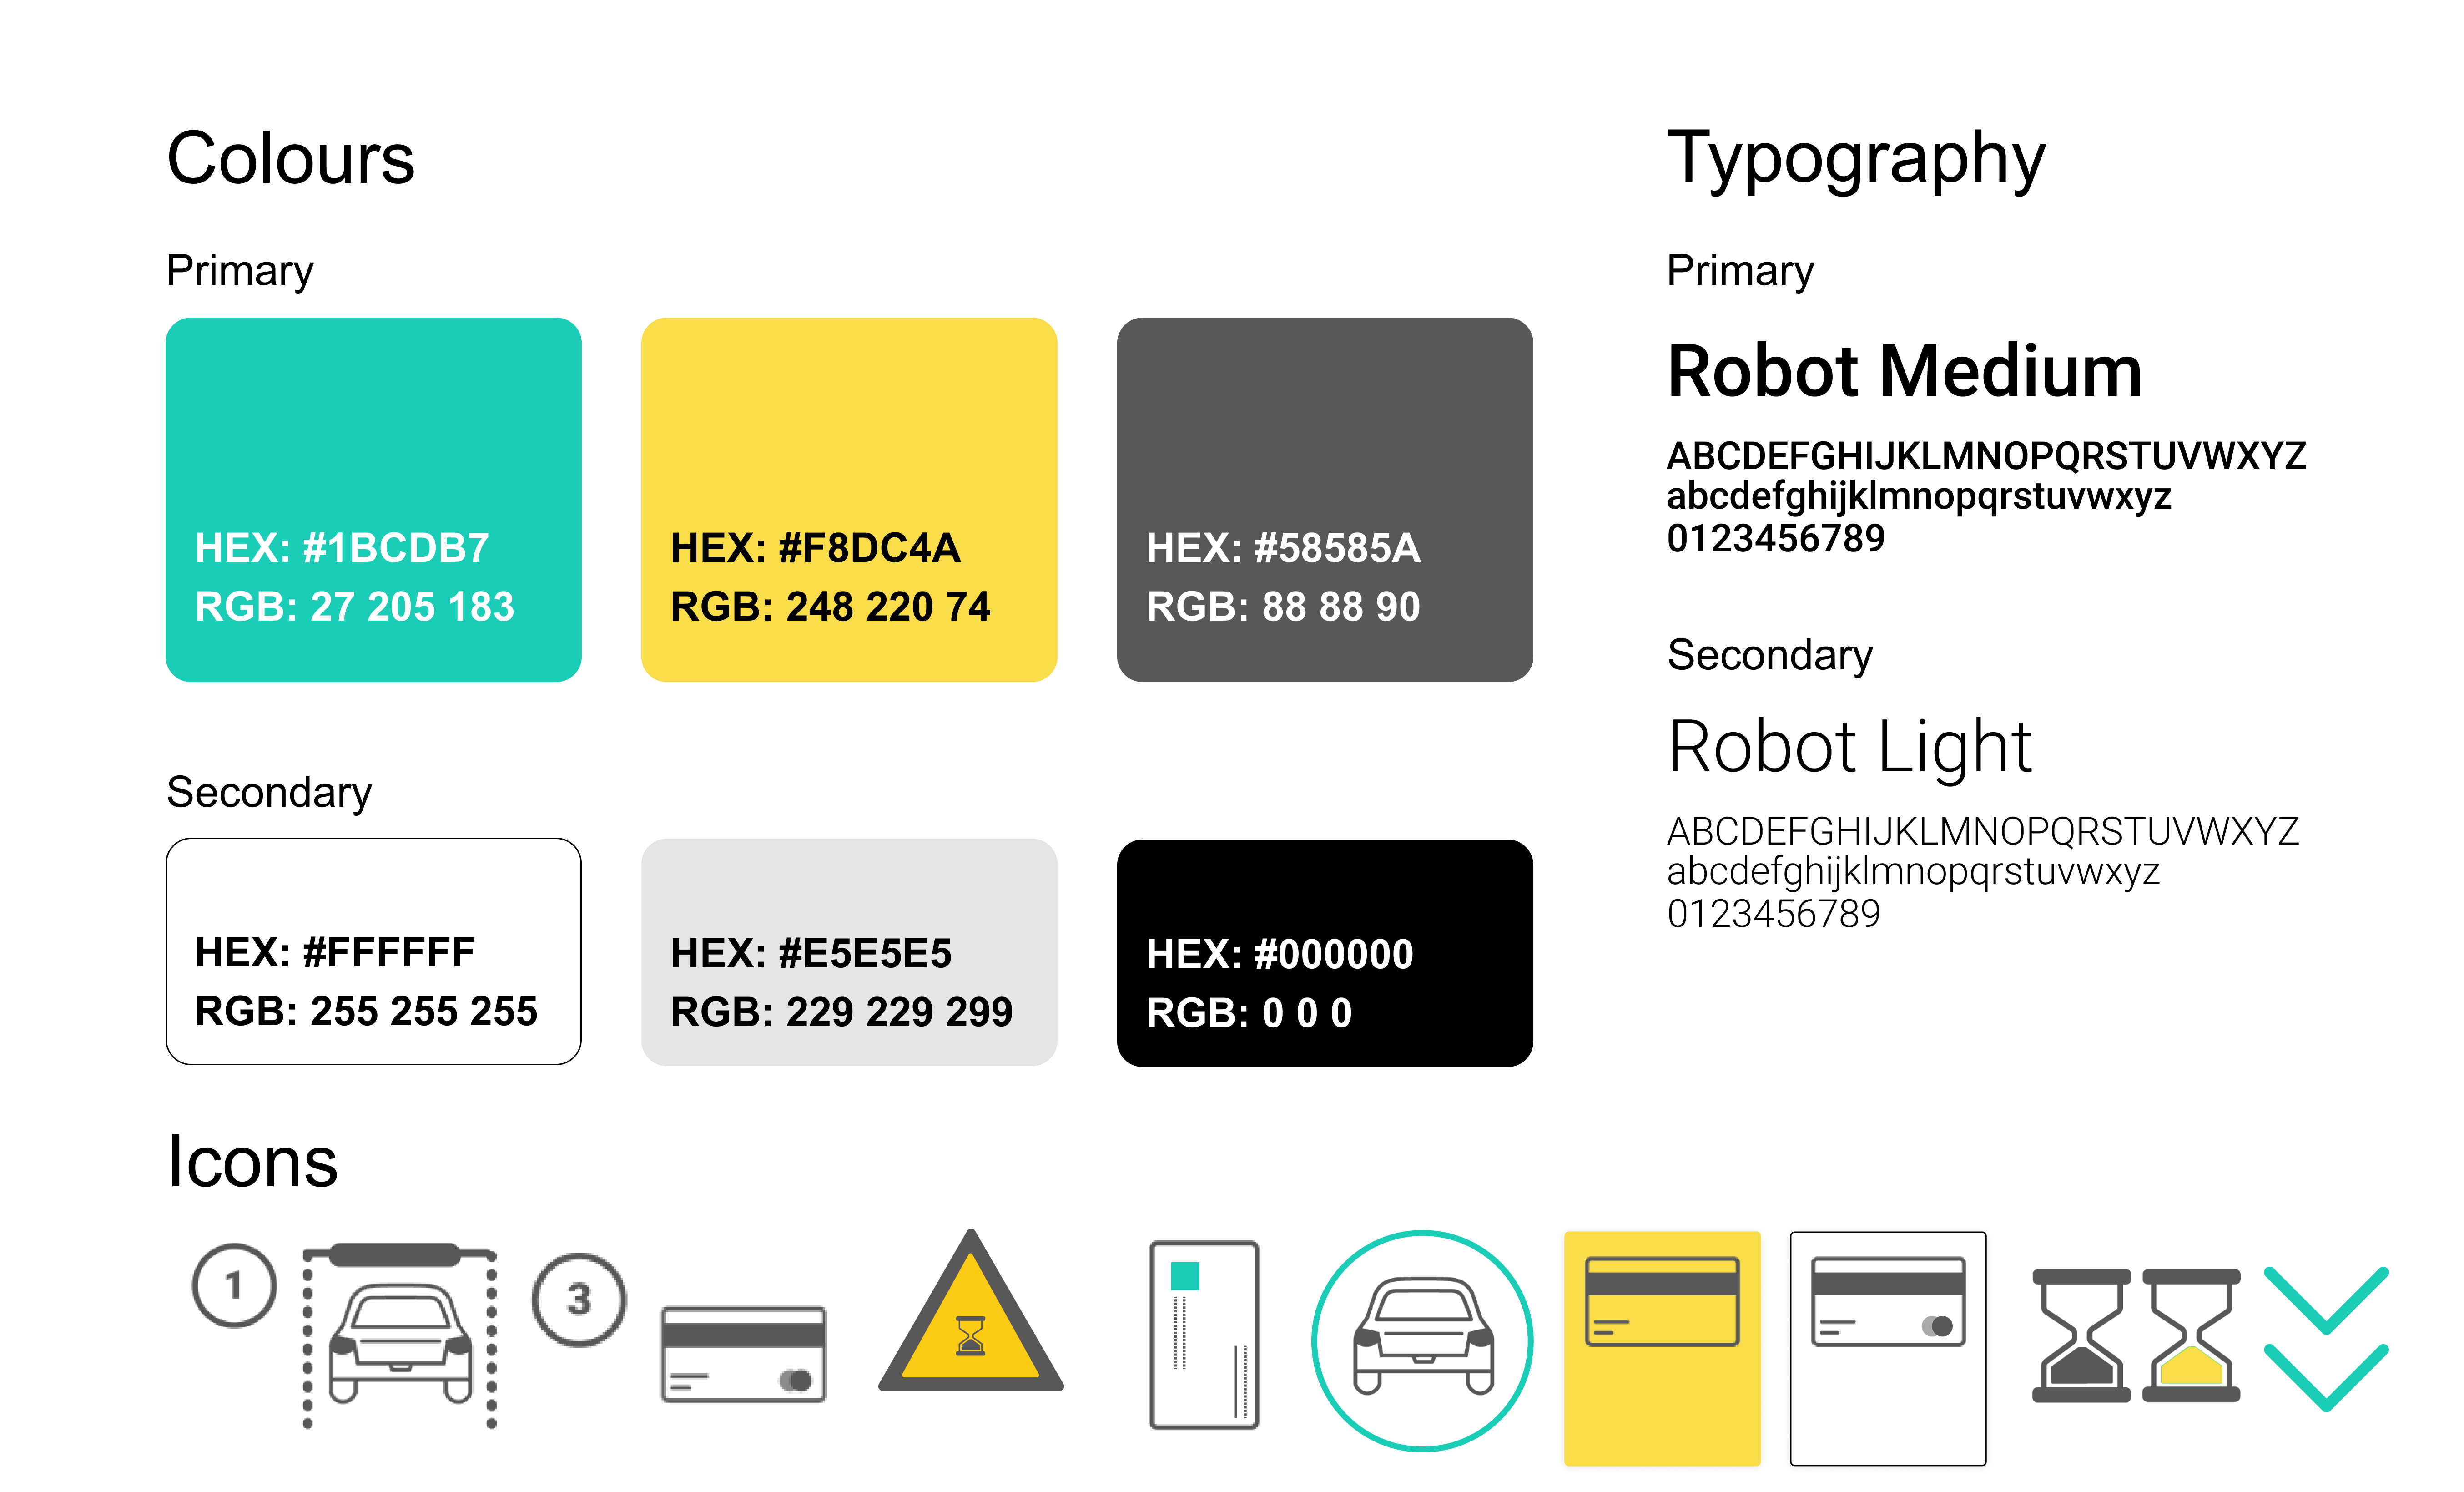 Colours
Primary
HEX: #1BCDB7
RGB: 27 205 183
HEX: #F8DC4A
RGB: 248 220 74
HEX: #58585A
RGB: 88 88 90
Secondary
HEX: #FFFFFF
RGB: 255 255 255
HEX: #E5E5E5
RGB: 229 229 299
HEX: #000000
RGB: 0 0 0
Typography
Primary
Robot Medium
ABCDEFGHIJKLMNOPQRSTUVWXYZ
abcdefghijklmnopqrstuvwxyz
0123456789
Secondary
Robot Light
ABCDEFGHIJKLMNOPQRSTUVWXYZ
abcdefghijklmnopqrstuvwxyz
0123456789
Icons
1
3